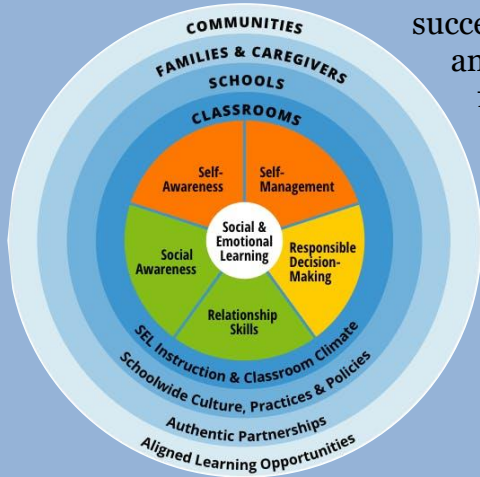 COMMUNITIES
FAMILIES & CAREGIVERS
SCHOOLS
CLASSROOMS
Self-
Awareness
Self-
Management
Social &
Emotional
Learning
Social
Awareness
Responsible
Decision-
Making
Relationship
Skills
SEL Instruction & Classroom Climate
Schoolwide Culture, Practices & Policies
Authentic Partnerships
Aligned Learning Opportunities